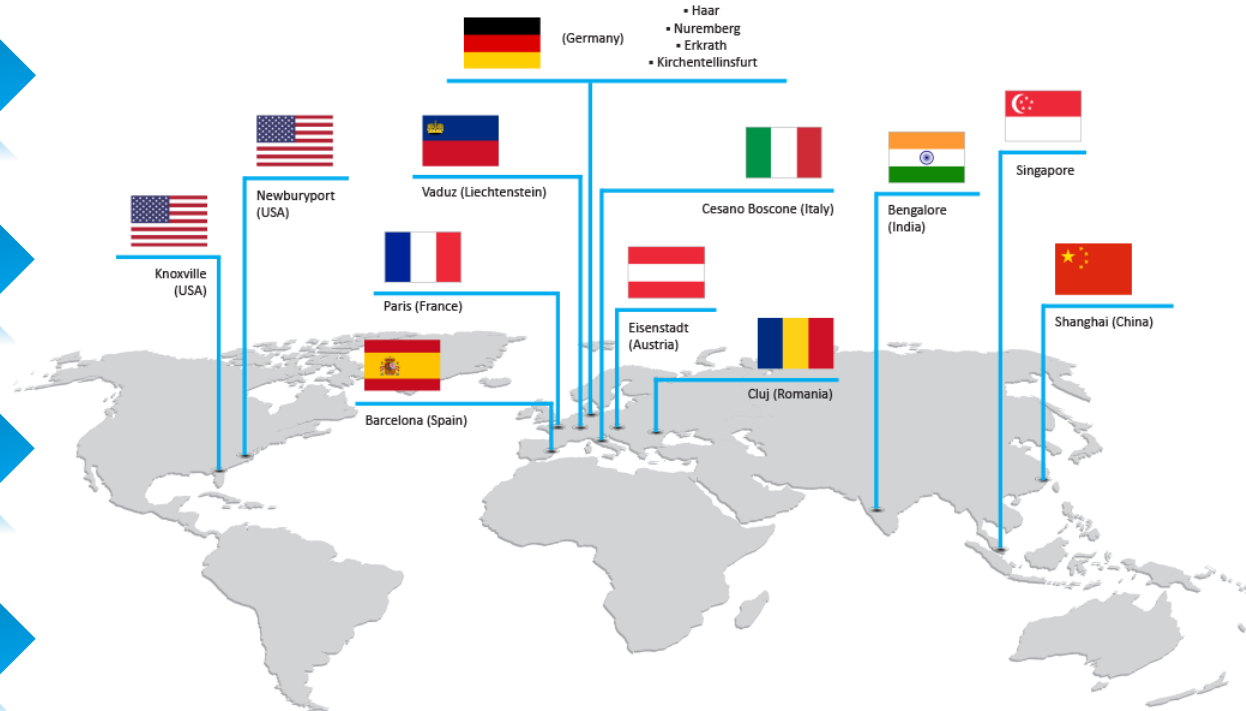 ▪ Haar
(Germany)
▪ Nuremberg
▪ Erkrath
▪ Kirchentellinsfurt
Newburyport
(USA)
Vaduz (Liechtenstein)
Cesano Boscone (Italy)
Bengalore
(India)
Singapore
Knoxville
(USA)
Paris (France)
Eisenstadt
(Austria)
Shanghai (China)
Cluj (Romania)
Barcelona (Spain)